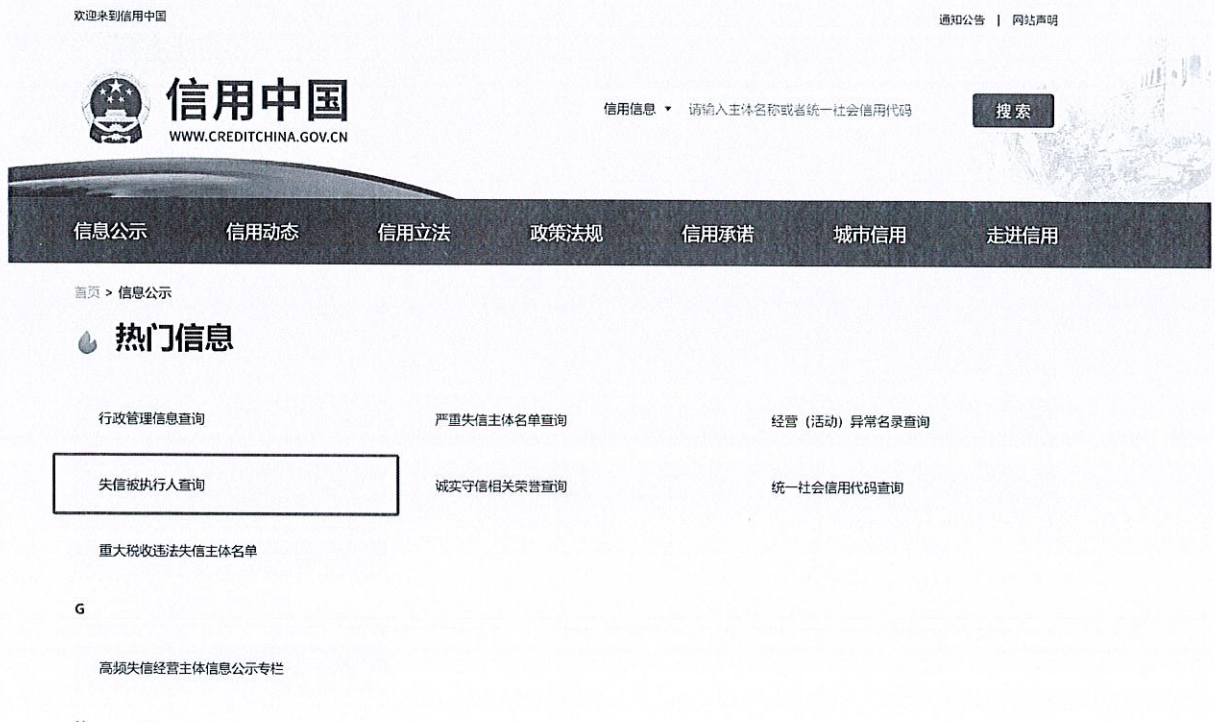 欢迎来到信用中国
通知公告 | 网站声明
信用中国
WWW.CREDITCHINA.GOV.CN
信用信息 请输入主体名称或者统一社会信用代码 搜索
信息公示 信用动态 信用立法 政策法规 信用承诺 城市信用 走进信用
首页 > 信息公示
热门信息
行政管理信息查询 严重失信主体名单查询 经营（活动）异常名录查询
失信被执行人查询 诚实守信相关荣誉查询 统一社会信用代码查询
重大税收违法失信主体名单
G
高频失信经营主体信息公示专栏